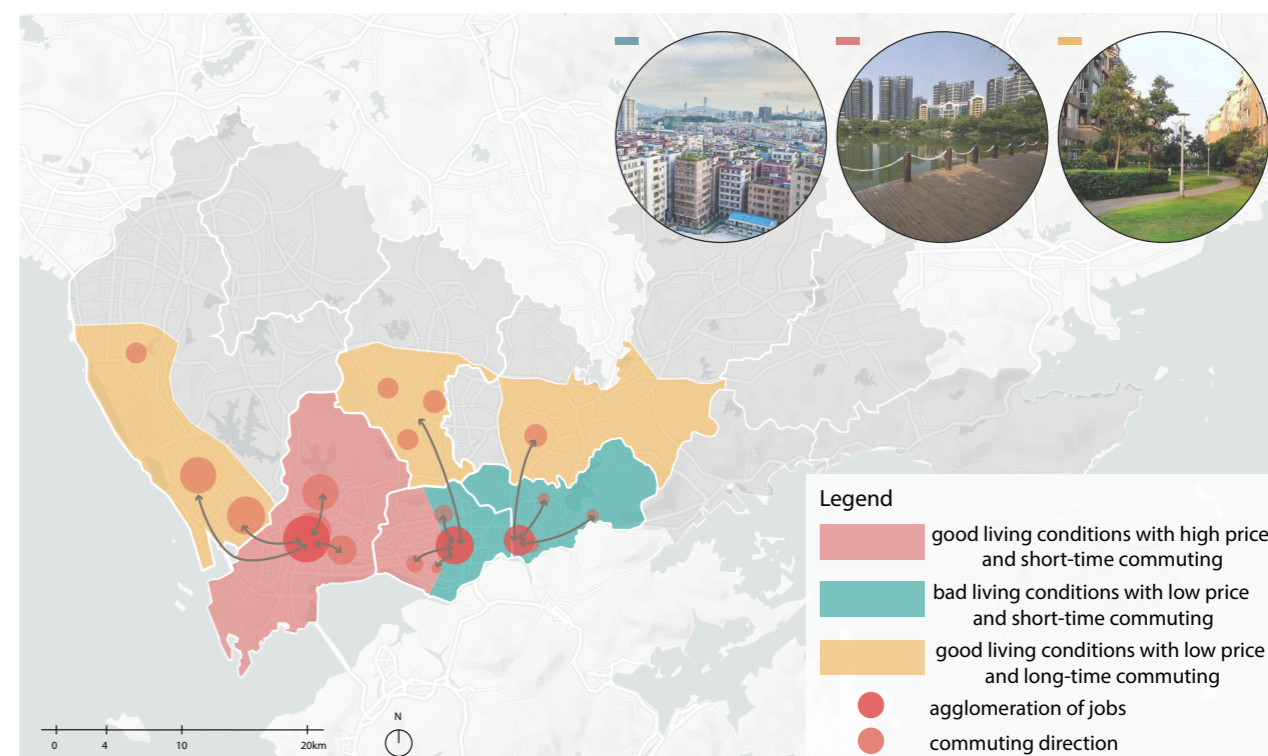 Legend
good living conditions with high price
and short-time commuting
bad living conditions with low price
and short-time commuting
good living conditions with low price
and long-time commuting
agglomeration of jobs
commuting direction
N
0 4 10 20km